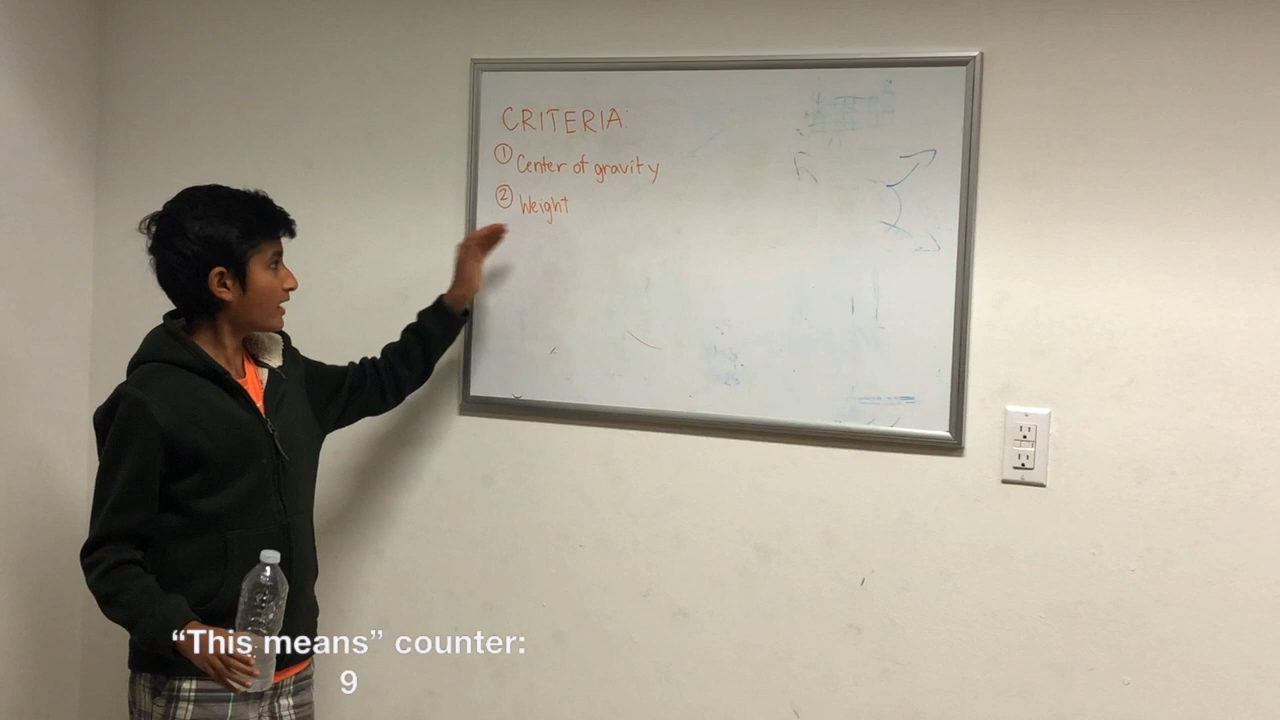 CRITERIA:
① Center of gravity
② Weight
“This means” counter:
9